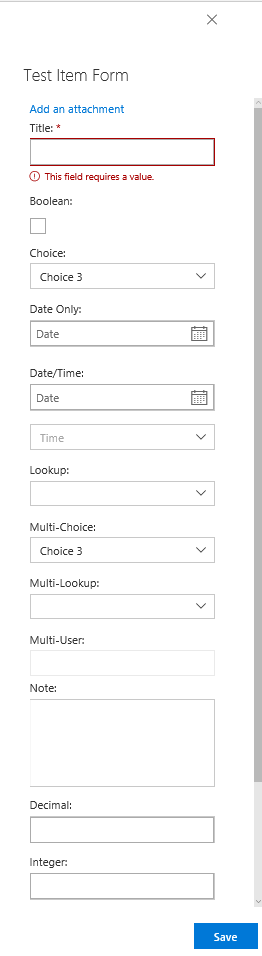 Test Item Form
Add an attachment
Title: *
This field requires a value.
Boolean:
Choice:
Choice 3
Date Only:
Date
Date/Time:
Date
Time
Lookup:
Multi-Choice:
Choice 3
Multi-Lookup:
Multi-User:
Note:
Decimal:
Integer:
Save